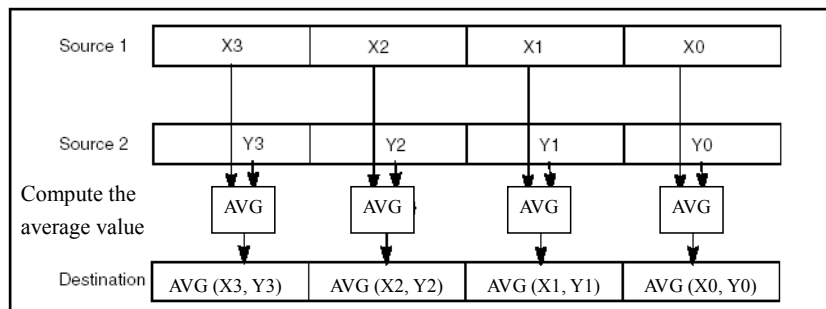 Source 1 X3 X2 X1 X0
Source 2 Y3 Y2 Y1 Y0
Compute the
average value
AVG AVG AVG AVG
Destination AVG (X3, Y3) AVG (X2, Y2) AVG (X1, Y1) AVG (X0, Y0)